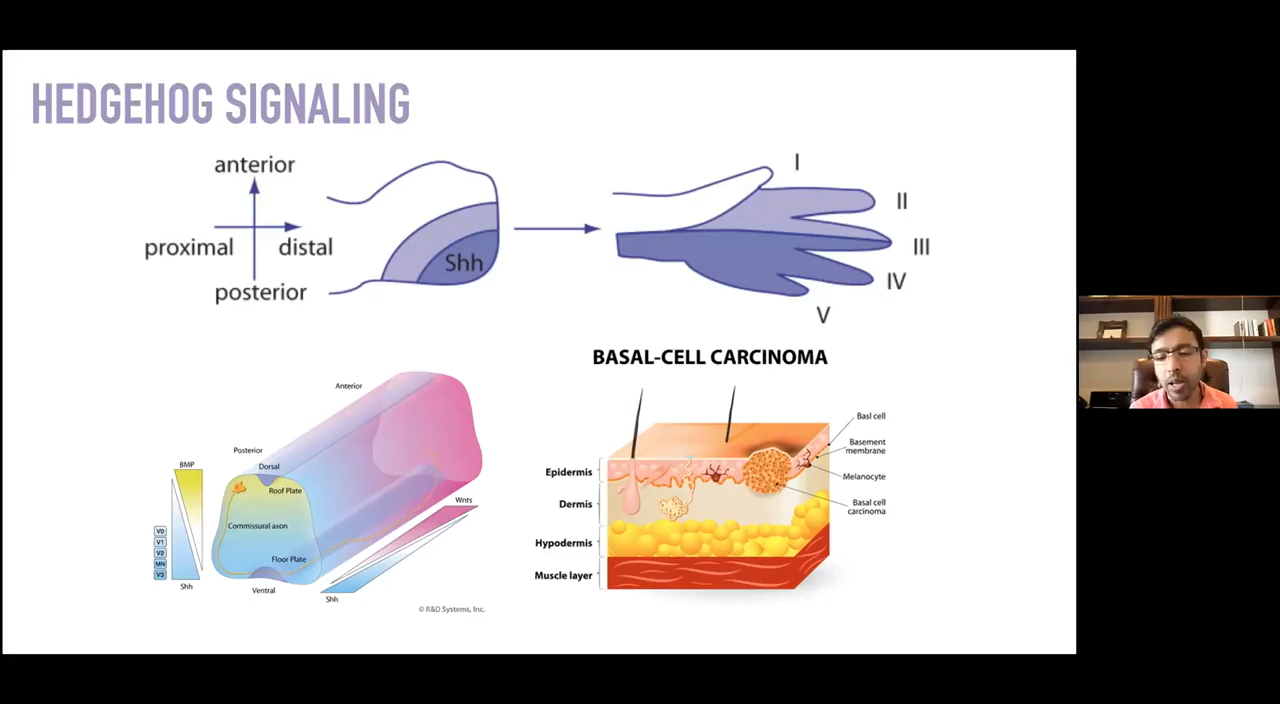 HEDGEHOG SIGNALING
anterior
proximal
distal
posterior
Shh
I
II
III
IV
V
Anterior
Posterior
BMP
Dorsal
Roof Plate
Commissural axon
Floor Plate
Ventral
V0
V1
V2
MN
V3
Shh
Wnts
Shh
© R&D Systems, Inc.
BASAL-CELL CARCINOMA
Epidermis
Dermis
Hypodermis
Muscle layer
Basl cell
Basement
membrane
Melanocyte
Basal cell
carcinoma